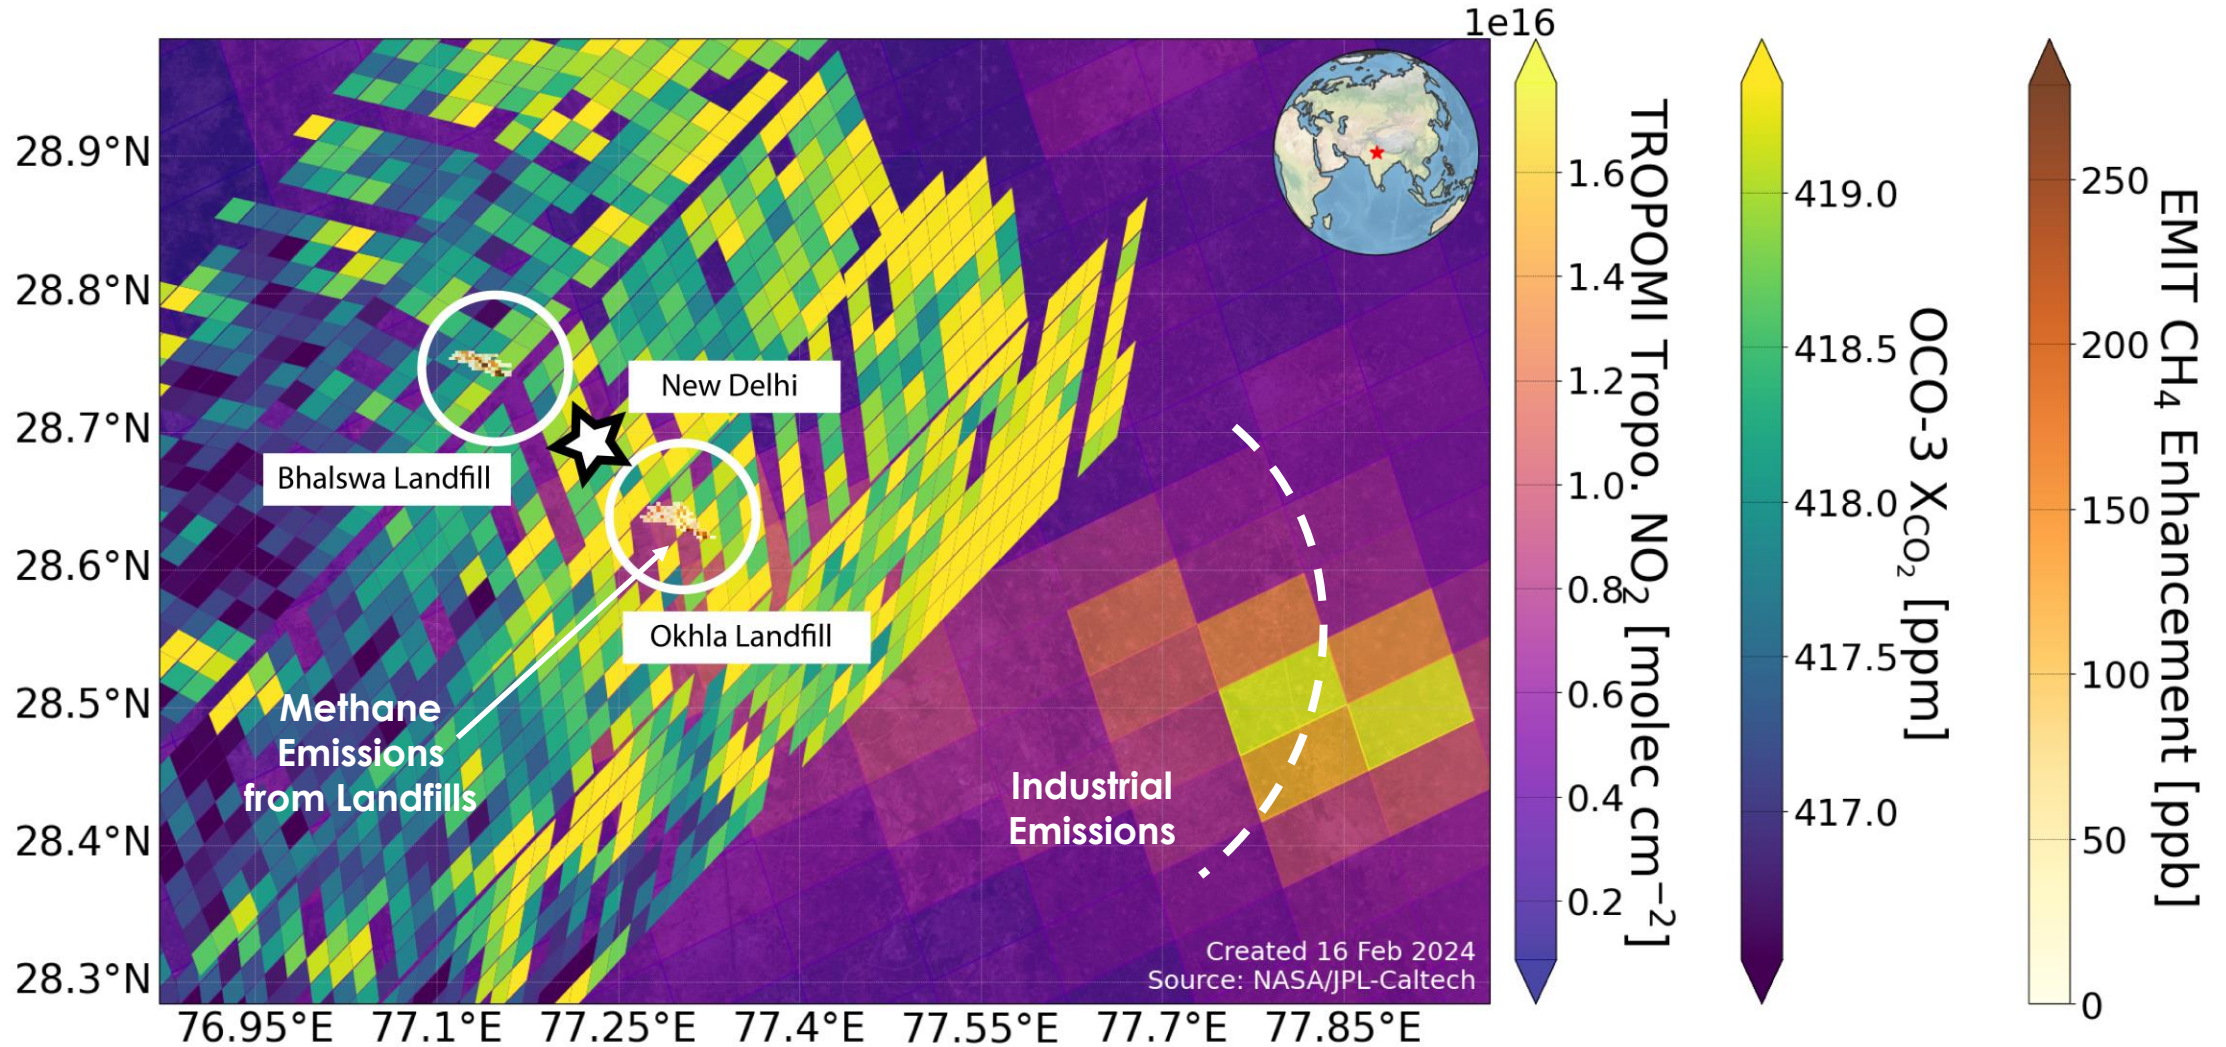 1e16
28.9°N
28.8°N
28.7°N
28.6°N
28.5°N
28.4°N
28.3°N
76.95°E
77.1°E
77.25°E
77.4°E
77.55°E
77.7°E
77.85°E
New Delhi
Bhalswa Landfill
Okhla Landfill
Methane
Emissions
from Landfills
Industrial
Emissions
Created 16 Feb 2024
Source: NASA/JPL-Caltech
1.6
1.4
1.2
1.0
0.8
0.6
0.4
0.2
TROPOMI Tropo. NO₂ [molec cm⁻²]
419.0
418.5
418.0
417.5
417.0
OCO-3 X_CO₂ [ppm]
250
200
150
100
50
0
EMIT CH₄ Enhancement [ppb]